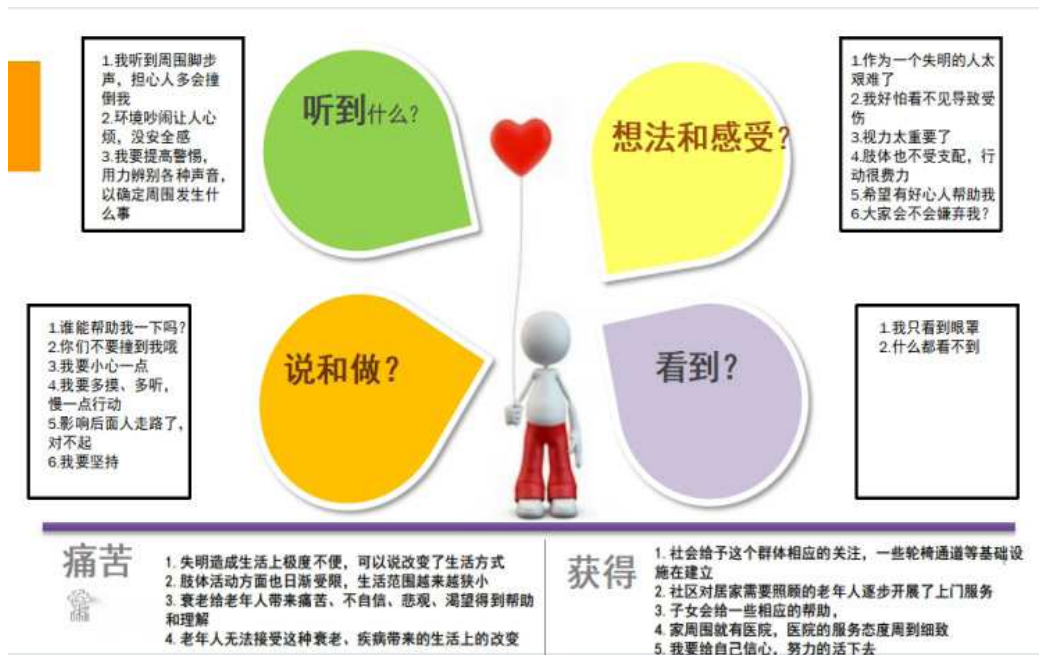 1.我听到周围脚步
声，担心人多会撞
倒我
2.环境吵闹让人心
烦，没安全感
3.我要提高警惕，
用力辨别各种声音，
以确定周围发生什
么事
听到什么?
想法和感受?
1.作为一个失明的人太
艰难了
2.我好怕看不见导致受
伤
3.视力太重要了
4.肢体也不受支配，行
动很费力
5.希望有好心人帮助我
6.大家会不会嫌弃我？
1.谁能帮助我一下吗?
2.你们不要撞到我哦
3.我要小心一点
4.我要多摸、多听，
慢一点行动
5.影响后面人走路了，
对不起
6.我要坚持
说和做？
看到？
1.我只看到眼罩
2.什么都看不到
痛苦
1. 失明造成生活上极度不便，可以说改变了生活方式
2. 肢体活动方面也日渐受限，生活范围越来越狭小
3. 衰老给老年人带来痛苦、不自信、悲观、渴望得到帮助
和理解
4. 老年人无法接受这种衰老、疾病带来的生活上的改变
获得
1. 社会给予这个群体相应的关注，一些轮椅通道等基础设
施在建立
2. 社区对居家需要照顾的老年人逐步开展了上门服务
3. 子女会给一些相应的帮助，
4. 家周围就有医院，医院的服务态度周到细致
5. 我要给自己信心，努力的活下去